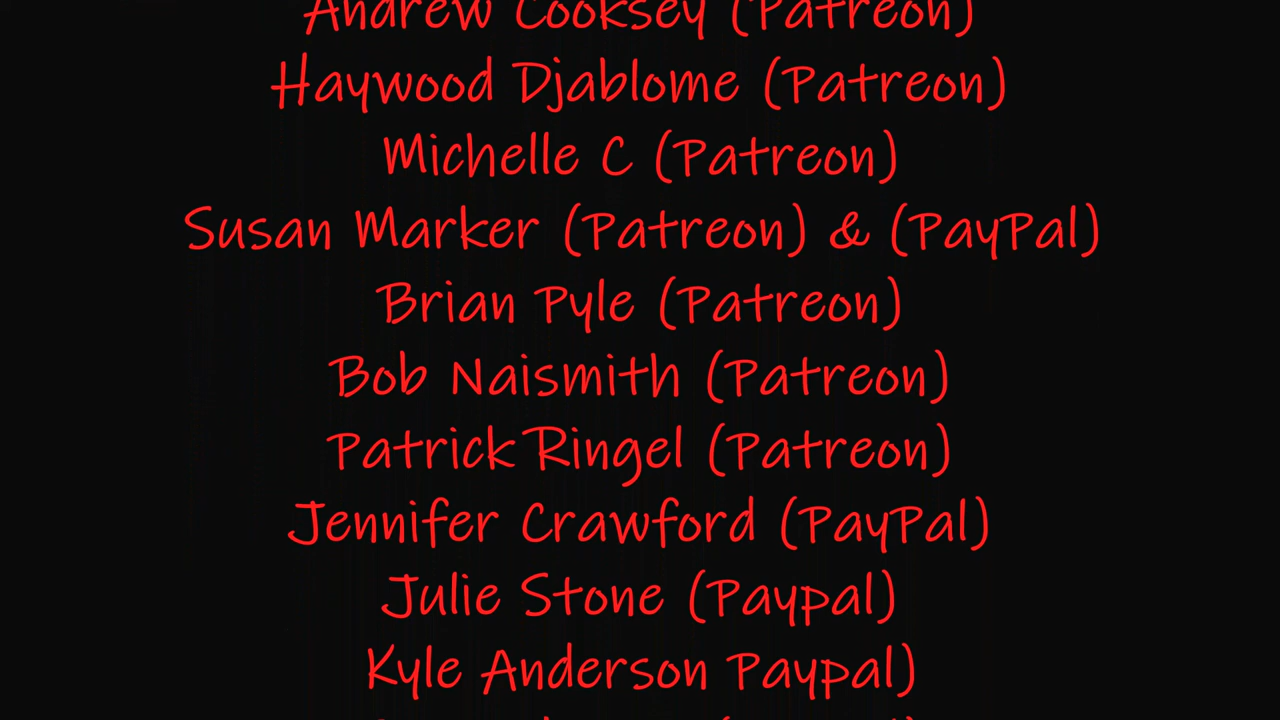 Andrew Cooksey (Patreon)
Haywood Djablome (Patreon)
Michelle C (Patreon)
Susan Marker (Patreon) & (PayPal)
Brian Pyle (Patreon)
Bob Naismith (Patreon)
Patrick Ringel (Patreon)
Jennifer Crawford (PayPal)
Julie Stone (Paypal)
Kyle Anderson Paypal)